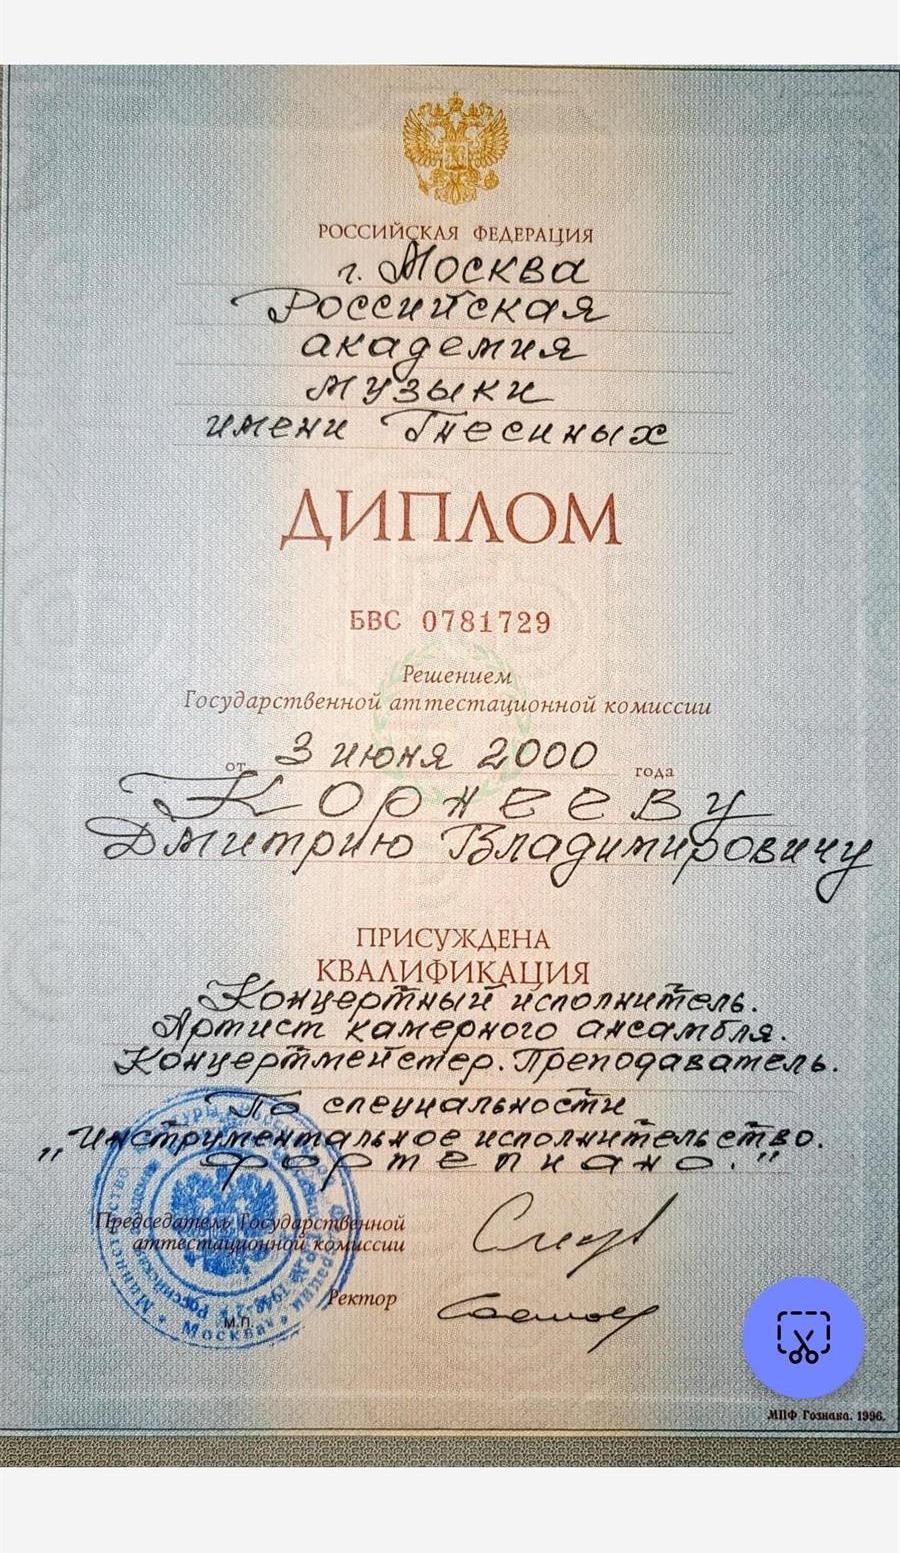 РОССИЙСКАЯ ФЕДЕРАЦИЯ
г. Москва
Российская
академия
музыки
имени Гнесиных
ДИПЛОМ
БВС 0781729
Решением
Государственной аттестационной комиссии
от 3 июня 2000 года
Корнееву
Дмитрию Владимировичу
ПРИСУЖДЕНА
КВАЛИФИКАЦИЯ
Концертный исполнитель.
Артист камерного ансамбля.
Концертмейстер. Преподаватель.
По специальности
„Инструментальное исполнительство.
фортепиано."
Председатель Государственной
аттестационной комиссии
Ректор
М.П.
Москва
МПФ Гознака. 1996.